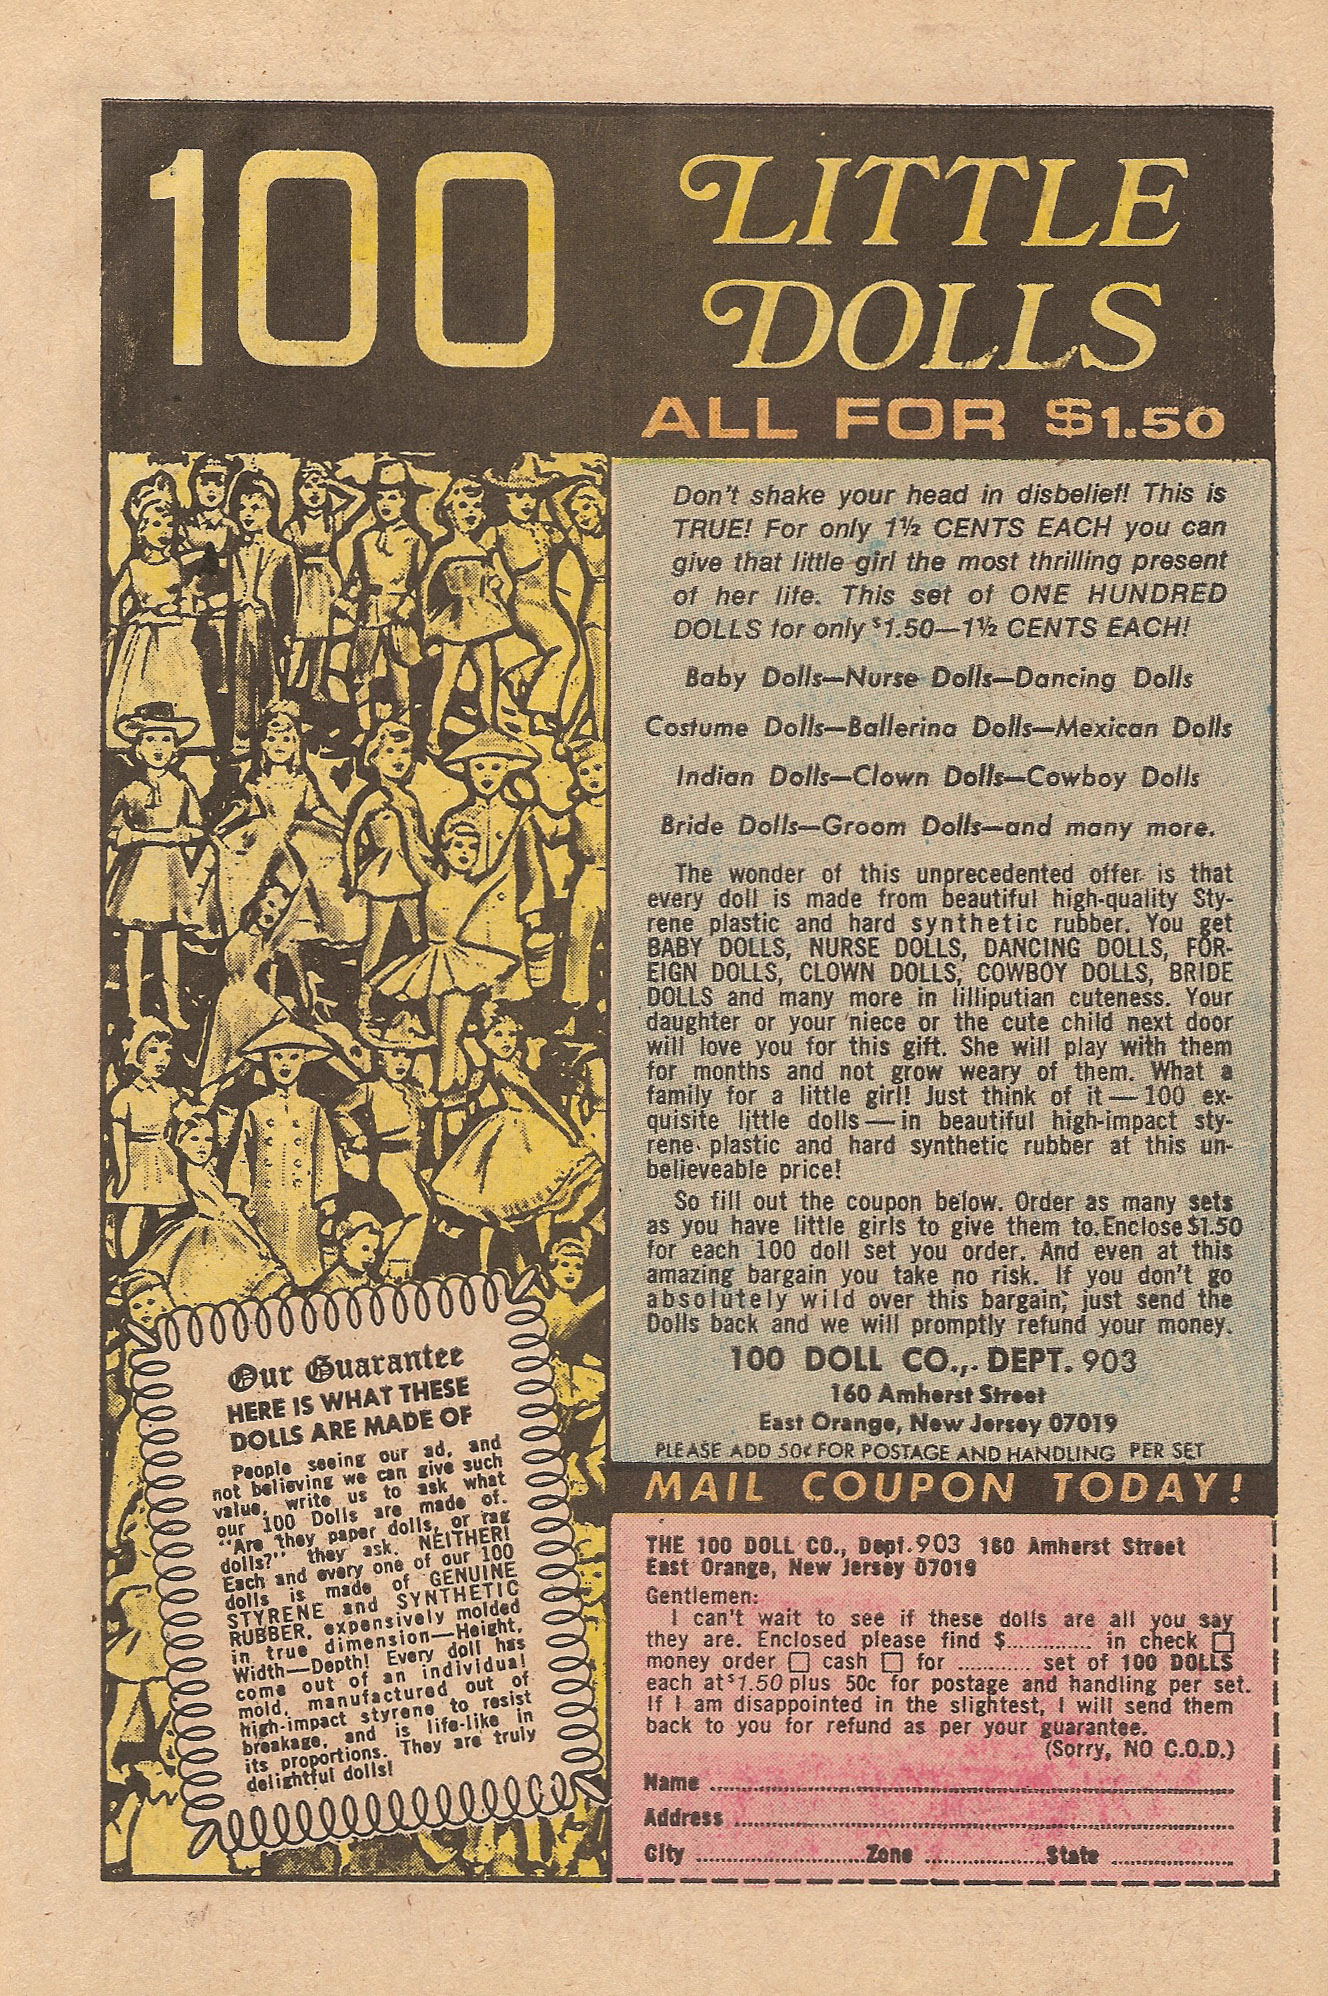 100
LITTLE
DOLLS
ALL FOR $1.50
Don't shake your head in disbelief! This is
TRUE! For only 1½ CENTS EACH you can
give that little girl the most thrilling present
of her life. This set of ONE HUNDRED
DOLLS for only $1.50—1½ CENTS EACH!
Baby Dolls—Nurse Dolls—Dancing Dolls
Costume Dolls—Ballerina Dolls—Mexican Dolls
Indian Dolls—Clown Dolls—Cowboy Dolls
Bride Dolls—Groom Dolls—and many more.
The wonder of this unprecedented offer is that
every doll is made from beautiful high-quality Sty-
rene plastic and hard synthetic rubber. You get
BABY DOLLS, NURSE DOLLS, DANCING DOLLS, FOR-
EIGN DOLLS, CLOWN DOLLS, COWBOY DOLLS, BRIDE
DOLLS and many more in lilliputian cuteness. Your
daughter or your niece or the cute child next door
will love you for this gift. She will play with them
for months and not grow weary of them. What a
family for a little girl! Just think of it—100 ex-
quisite little dolls—in beautiful high-impact sty-
rene plastic and hard synthetic rubber at this un-
believeable price!
So fill out the coupon below. Order as many sets
as you have little girls to give them to. Enclose $1.50
for each 100 doll set you order. And even at this
amazing bargain you take no risk. If you don't go
absolutely wild over this bargain, just send the
Dolls back and we will promptly refund your money.
100 DOLL CO.,. DEPT. 903
160 Amherst Street
East Orange, New Jersey 07019
PLEASE ADD 50¢ FOR POSTAGE AND HANDLING PER SET
Our Guarantee
HERE IS WHAT THESE
DOLLS ARE MADE OF
People seeing our ad, and
not believing we can give such
value, write us to ask what
our 100 Dolls are made of.
"Are they paper dolls, or rag
dolls?" they ask. NEITHER!
Each and every one of our 100
dolls is made of GENUINE
STYRENE and SYNTHETIC
RUBBER, expensively molded
in true dimension—Height,
Width—Depth! Every doll has
come out of an individual
mold, manufactured out of
high-impact styrene to resist
breakage, and is life-like in
its proportions. They are truly
delightful dolls!
MAIL COUPON TODAY!
THE 100 DOLL CO., Dept. 903 160 Amherst Street
East Orange, New Jersey 07019
Gentlemen:
I can't wait to see if these dolls are all you say
they are. Enclosed please find $.............. in check ☐
money order ☐ cash ☐ for ............ set of 100 DOLLS
each at $1.50 plus 50c for postage and handling per set.
If I am disappointed in the slightest, I will send them
back to you for refund as per your guarantee.
(Sorry, NO C.O.D.)
Name ..............................
Address ..............................
City .................... Zone .................... State ....................